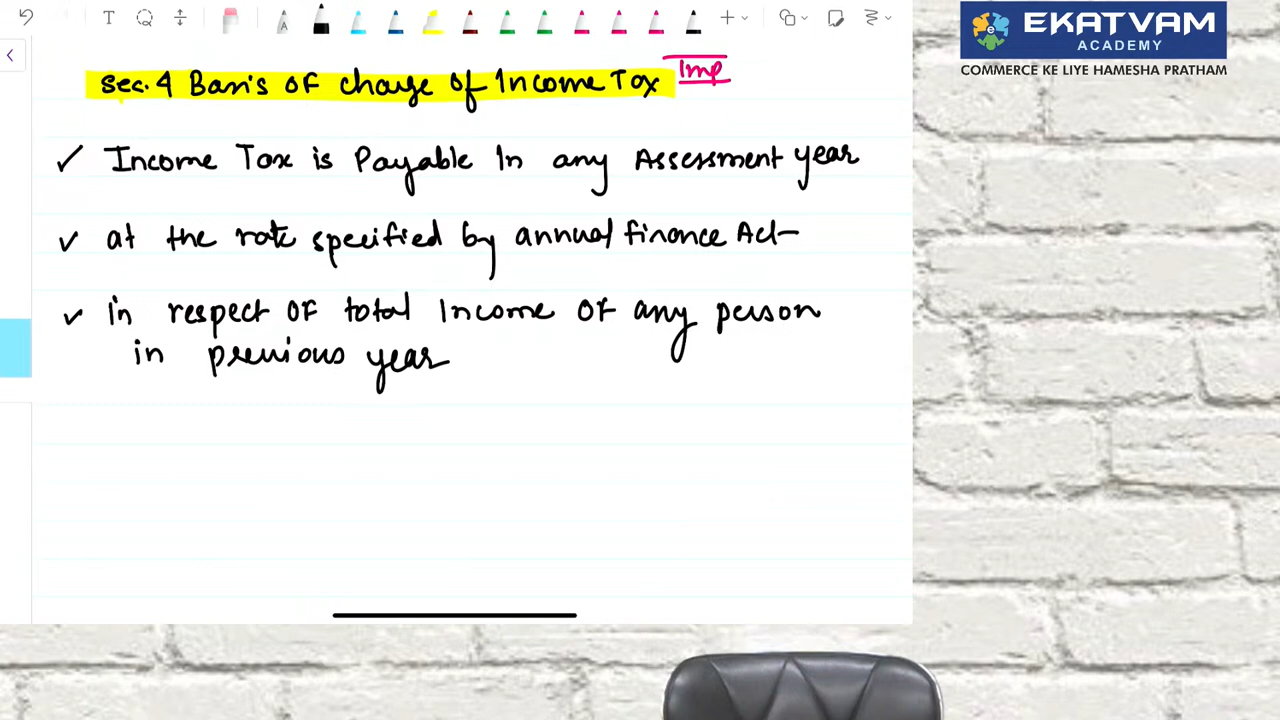 EKATVAM
ACADEMY
COMMERCE KE LIYE HAMESHA PRATHAM
Sec. 4 Basis of charge of Income Tax Imp
✓ Income Tax is Payable In any Assessment year
✓ at the rate specified by annual finance Act
✓ in respect of total Income of any person
in previous year